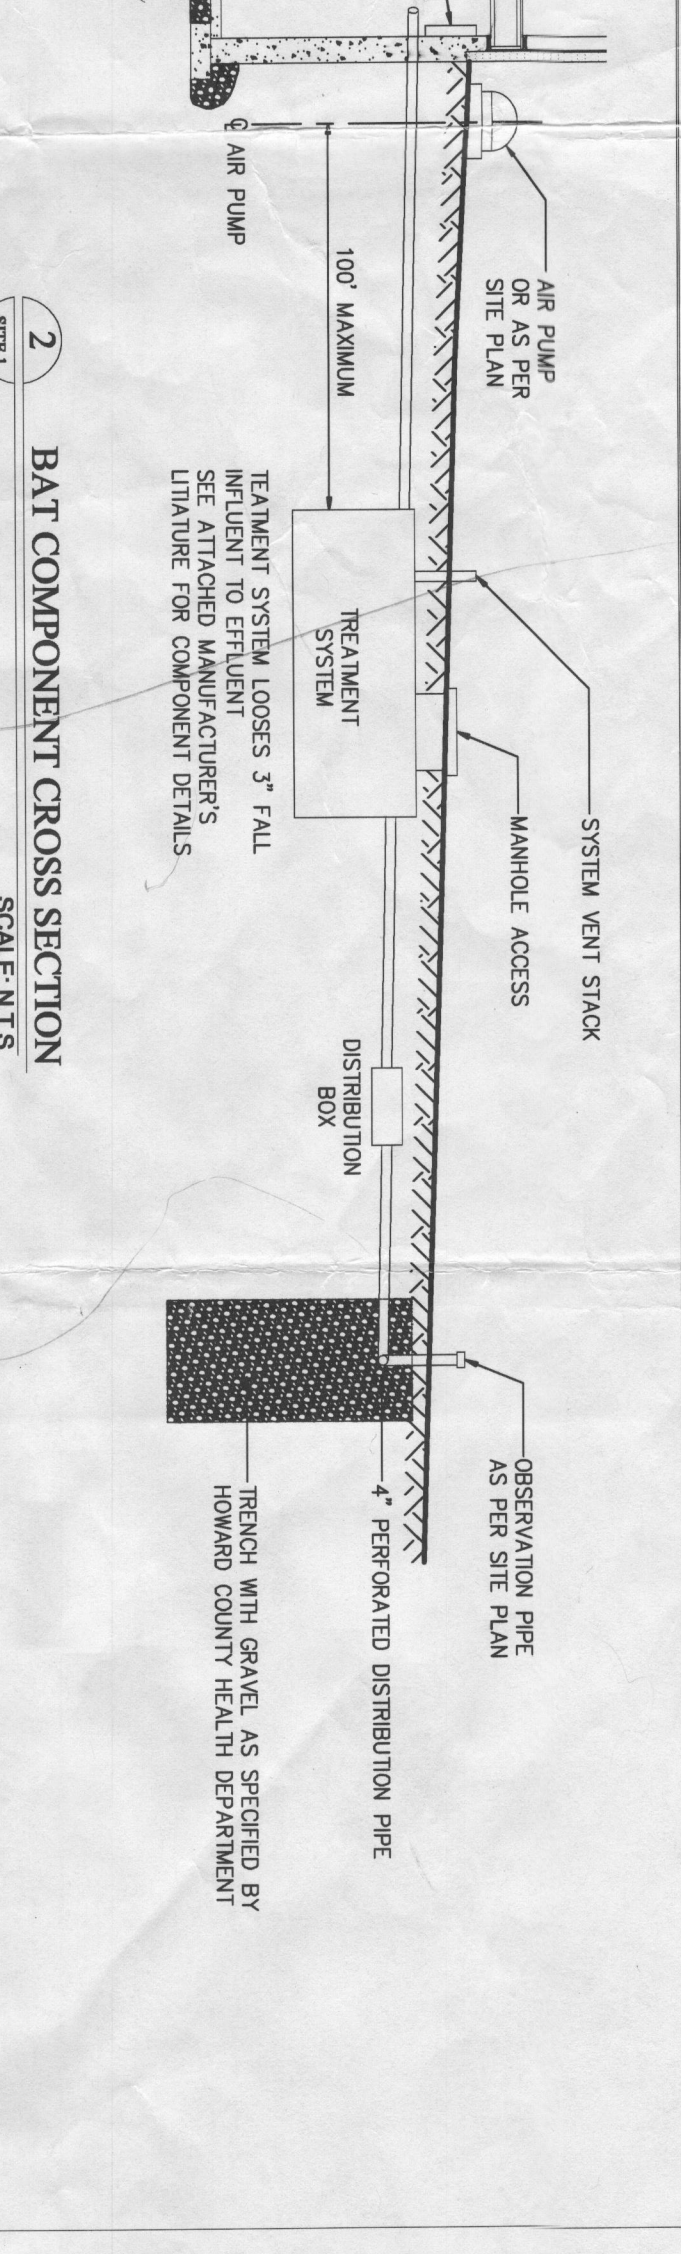 SYSTEM VENT STACK
AIR PUMP
OR AS PER
SITE PLAN
MANHOLE ACCESS
OBSERVATION PIPE
AS PER SITE PLAN
℄ AIR PUMP
100' MAXIMUM
TREATMENT
SYSTEM
DISTRIBUTION
BOX
4" PERFORATED DISTRIBUTION PIPE
TEATMENT SYSTEM LOOSES 3" FALL
INFLUENT TO EFFLUENT
SEE ATTACHED MANUFACTURER'S
LITIATURE FOR COMPONENT DETAILS
TRENCH WITH GRAVEL AS SPECIFIED BY
HOWARD COUNTY HEALTH DEPARTMENT
2
BAT COMPONENT CROSS SECTION
SITE 1
SCALE: N.T.S